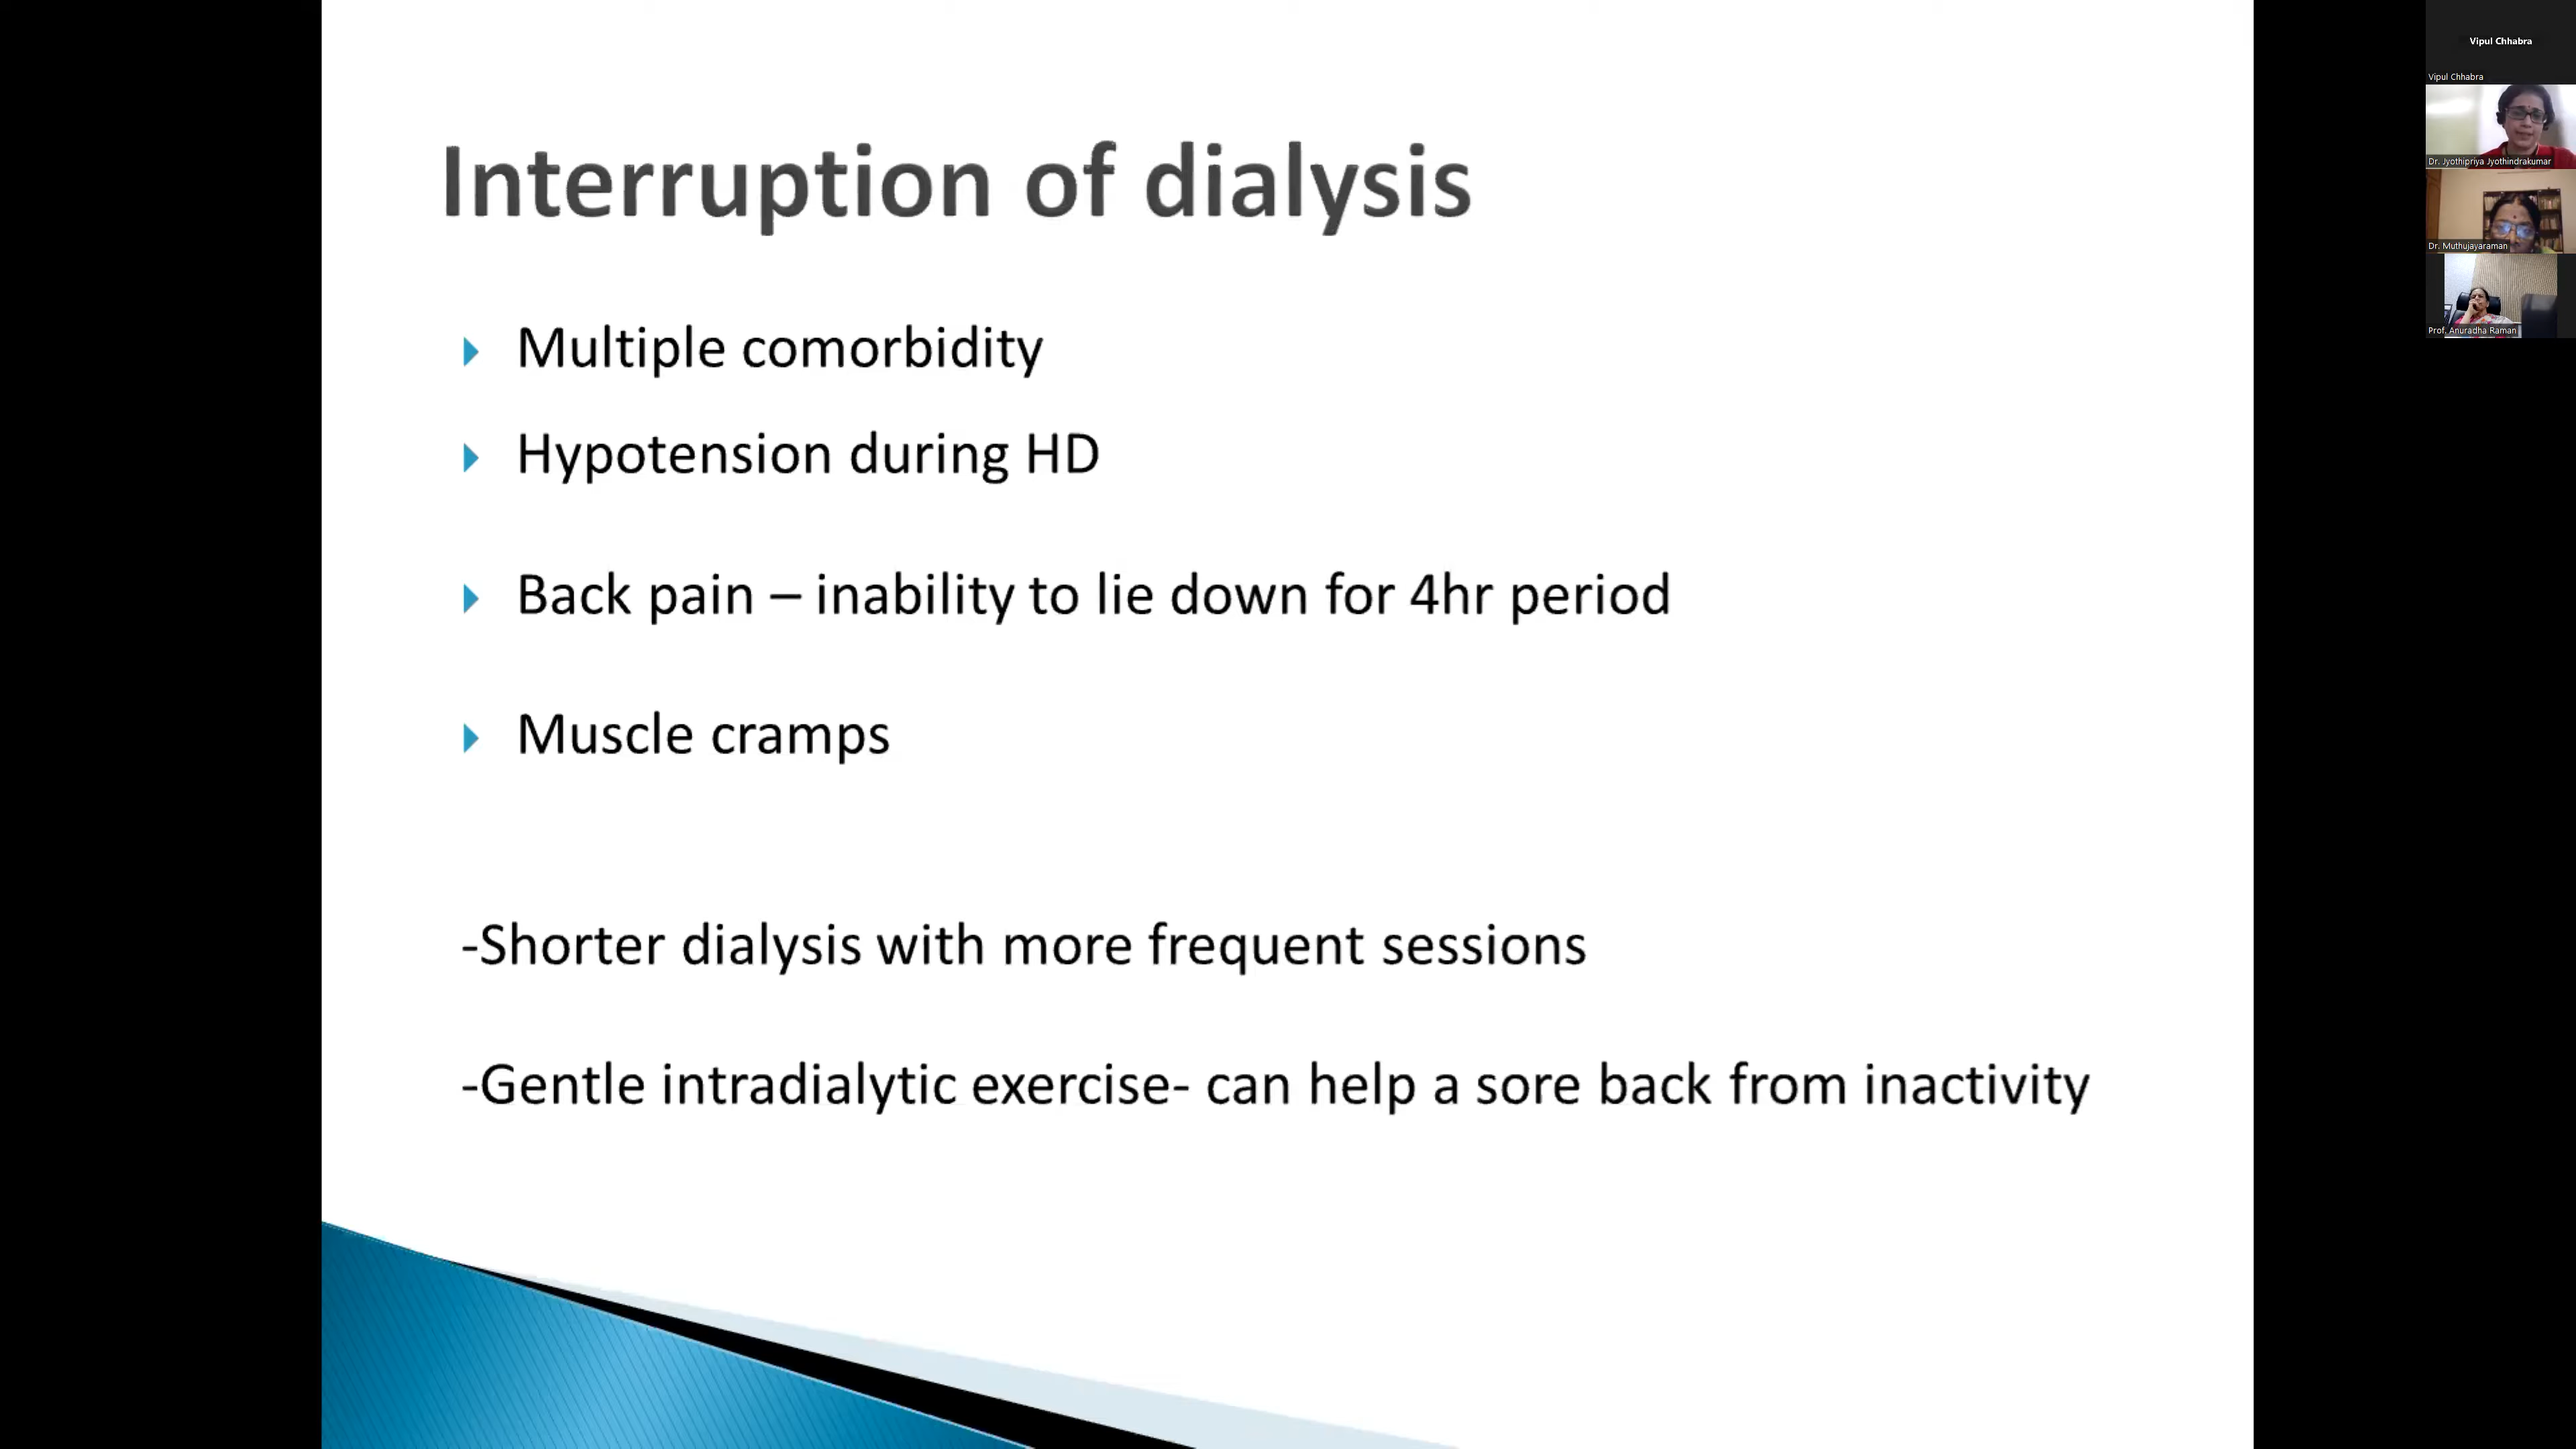 Interruption of dialysis
Multiple comorbidity
Hypotension during HD
Back pain – inability to lie down for 4hr period
Muscle cramps
-Shorter dialysis with more frequent sessions
-Gentle intradialytic exercise- can help a sore back from inactivity
Vipul Chhabra
Vipul Chhabra
Dr. Jyothipriya Jyothindrakumar
Dr. Muthujayaraman
Prof. Anuradha Raman